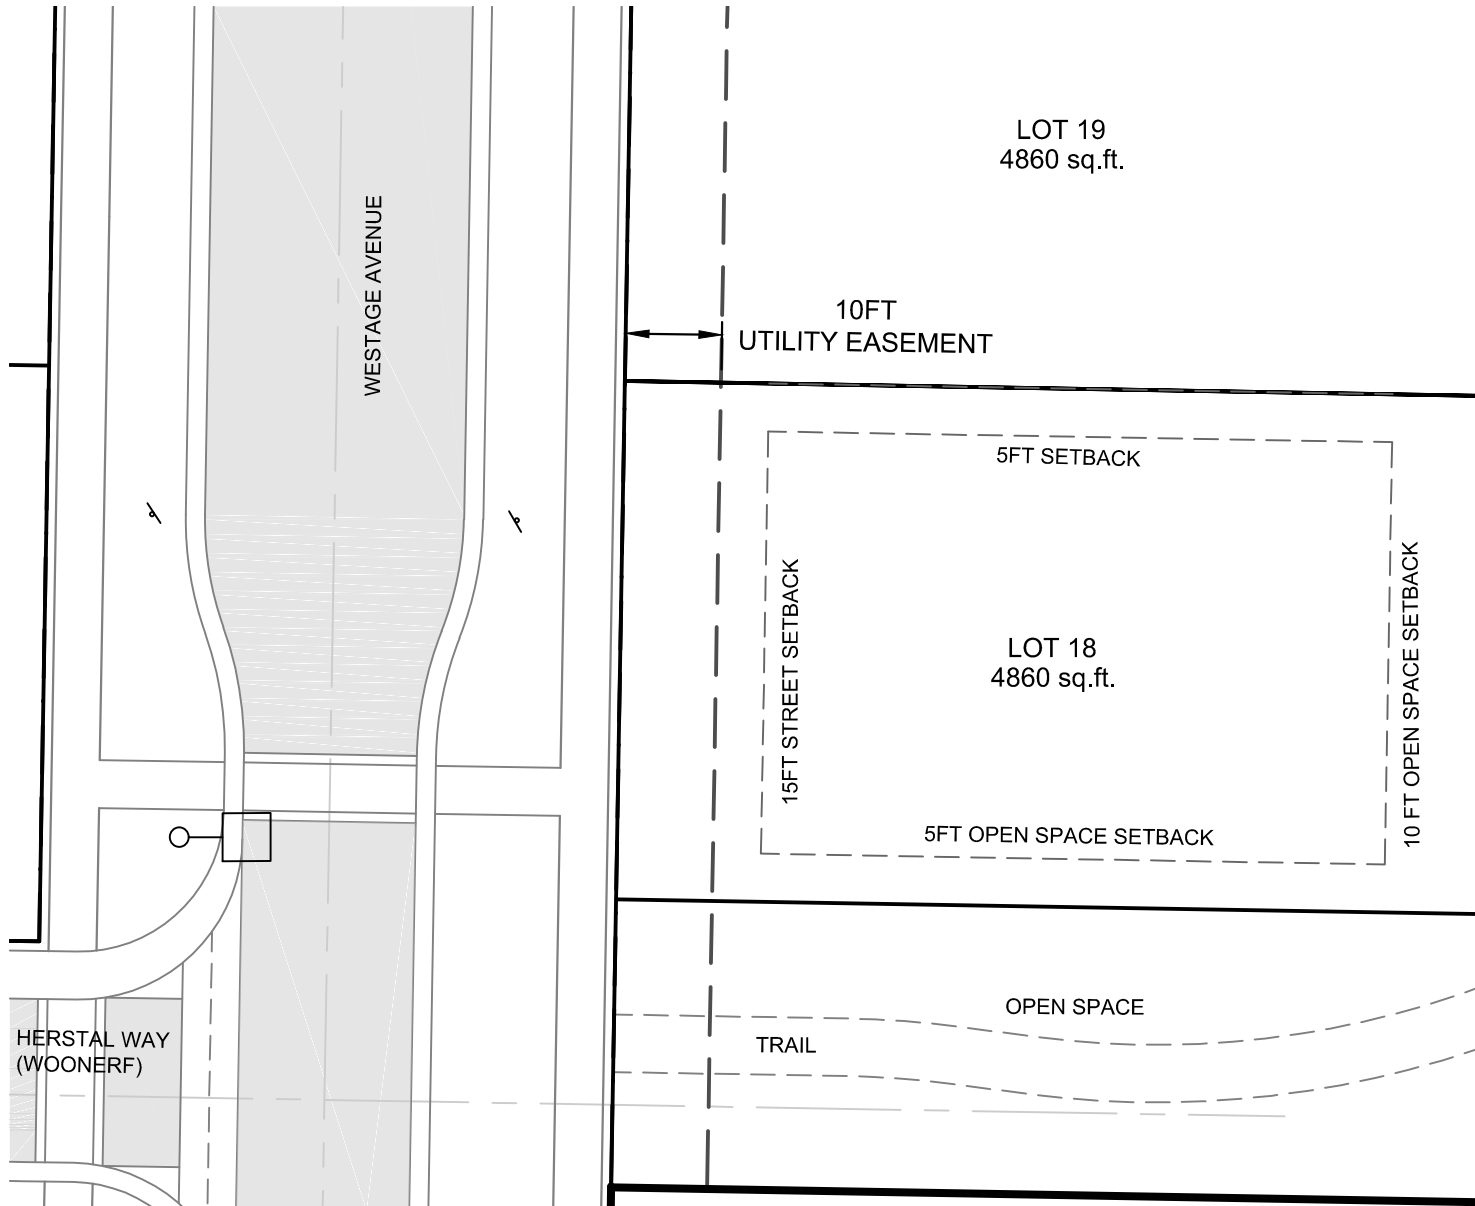 LOT 19
4860 sq.ft.
WESTAGE AVENUE
10FT
UTILITY EASEMENT
5FT SETBACK
15FT STREET SETBACK
LOT 18
4860 sq.ft.
10 FT OPEN SPACE SETBACK
5FT OPEN SPACE SETBACK
OPEN SPACE
TRAIL
HERSTAL WAY
(WOONERF)